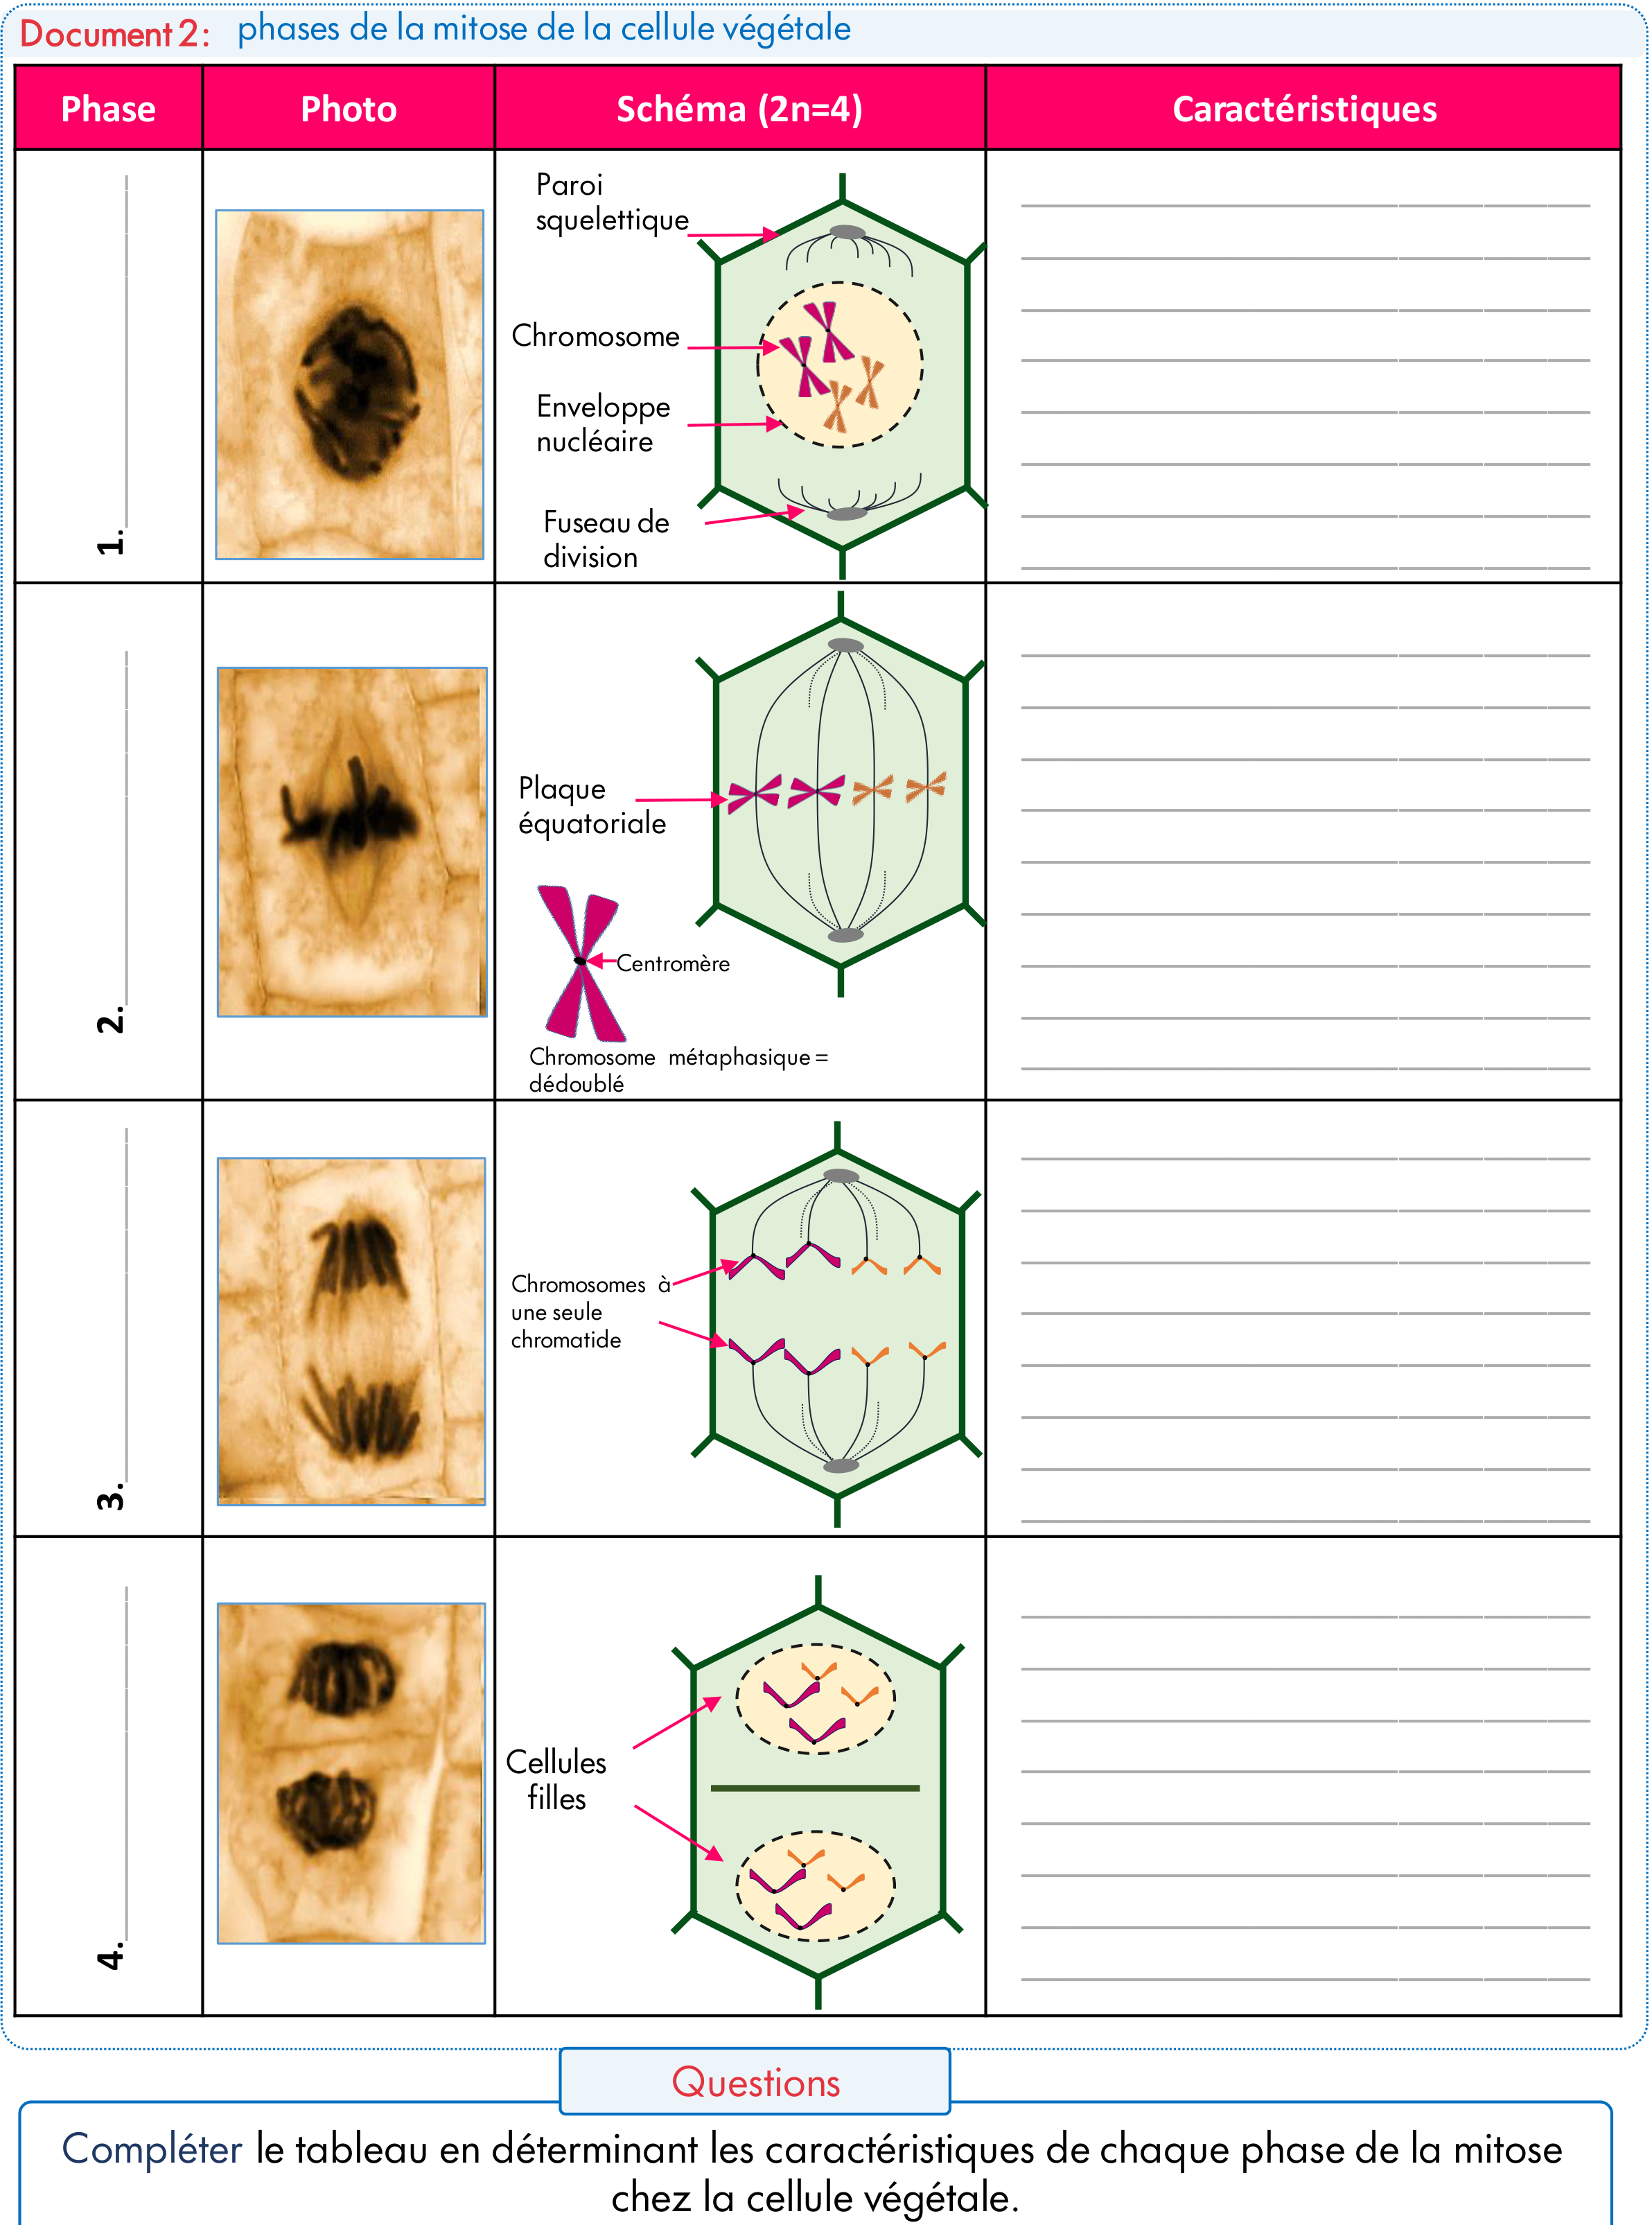 Document 2: phases de la mitose de la cellule végétale
Phase Photo Schéma (2n=4) Caractéristiques
1.
Paroi
squelettique
Chromosome
Enveloppe
nucléaire
Fuseau de
division
2.
Plaque
équatoriale
Centromère
Chromosome métaphasique =
dédoublé
3.
Chromosomes à
une seule
chromatide
4.
Cellules
filles
Questions
Compléter le tableau en déterminant les caractéristiques de chaque phase de la mitose
chez la cellule végétale.